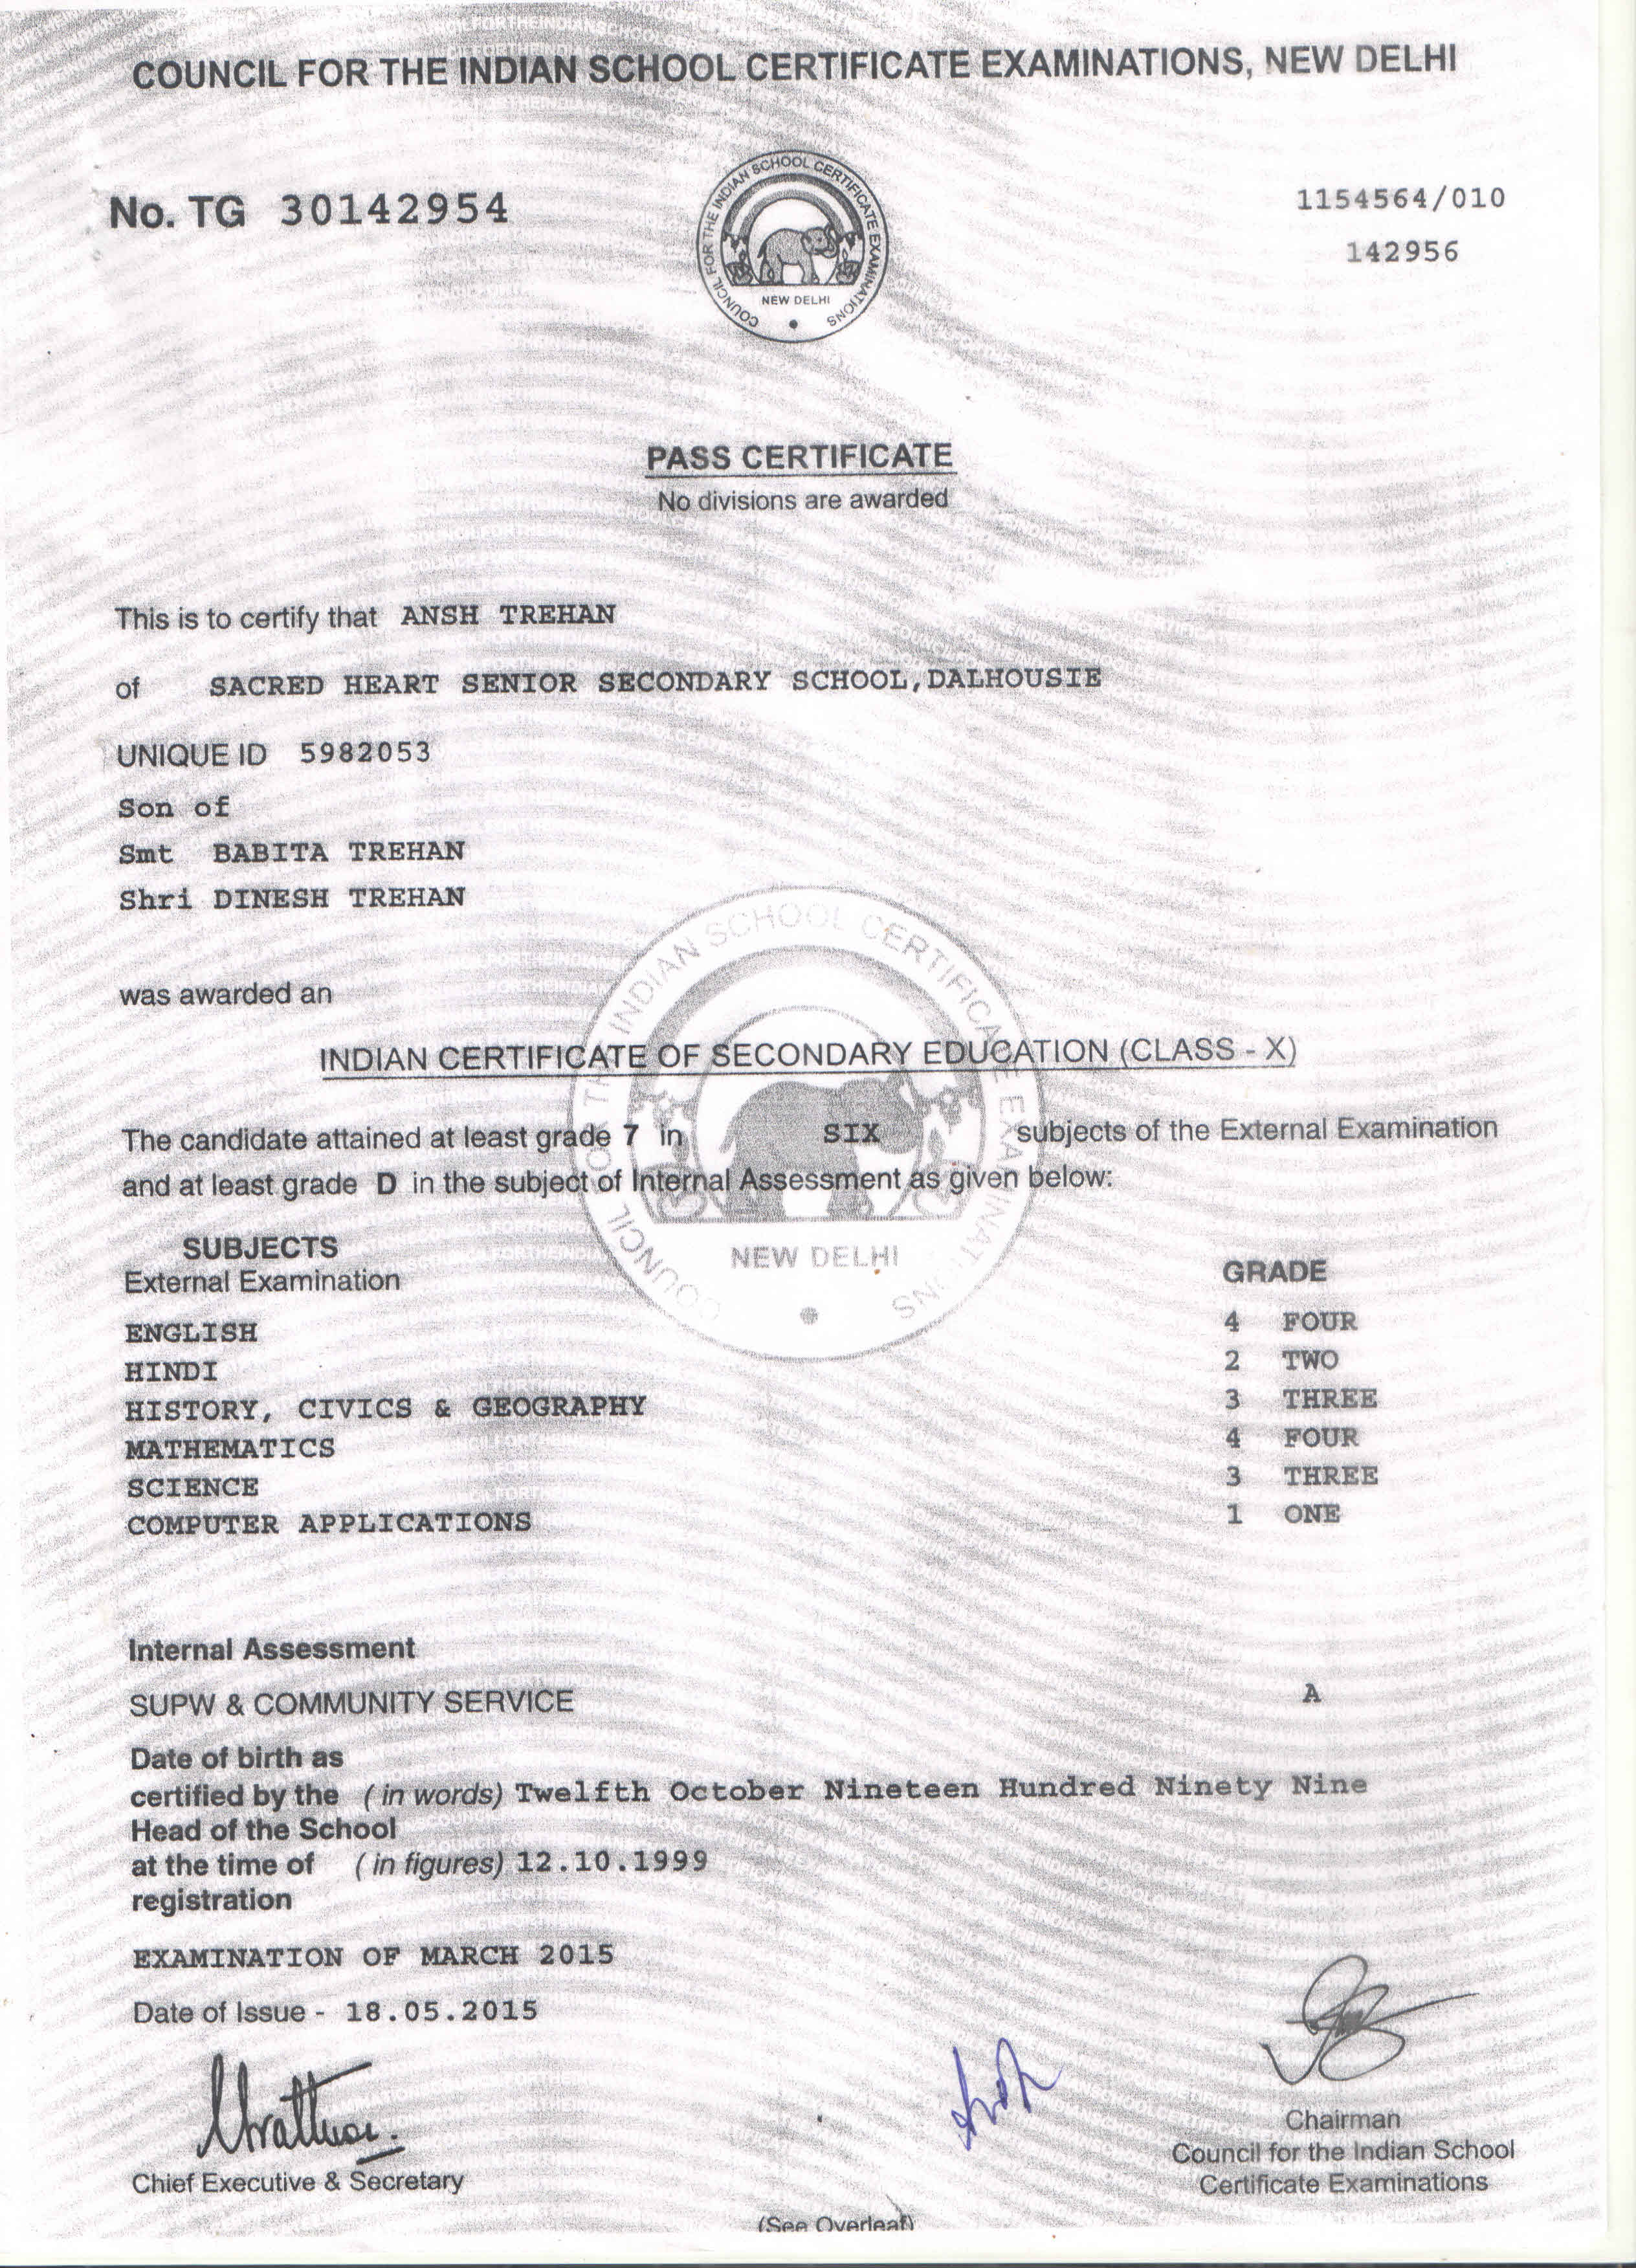 COUNCIL FOR THE INDIAN SCHOOL CERTIFICATE EXAMINATIONS, NEW DELHI
No. TG 30142954
1154564/010
142956
COUNCIL FOR THE INDIAN SCHOOL CERTIFICATE EXAMINATIONS
NEW DELHI
PASS CERTIFICATE
No divisions are awarded
This is to certify that ANSH TREHAN
of SACRED HEART SENIOR SECONDARY SCHOOL,DALHOUSIE
UNIQUE ID 5982053
Son of
Smt BABITA TREHAN
Shri DINESH TREHAN
was awarded an
INDIAN CERTIFICATE OF SECONDARY EDUCATION (CLASS - X)
The candidate attained at least grade 7 in SIX subjects of the External Examination
and at least grade D in the subject of Internal Assessment as given below:
COUNCIL FOR THE INDIAN SCHOOL CERTIFICATE EXAMINATIONS
NEW DELHI
SUBJECTS
External Examination
GRADE
ENGLISH 4 FOUR
HINDI 2 TWO
HISTORY, CIVICS & GEOGRAPHY 3 THREE
MATHEMATICS 4 FOUR
SCIENCE 3 THREE
COMPUTER APPLICATIONS 1 ONE
Internal Assessment
SUPW & COMMUNITY SERVICE A
Date of birth as
certified by the (in words) Twelfth October Nineteen Hundred Ninety Nine
Head of the School
at the time of (in figures) 12.10.1999
registration
EXAMINATION OF MARCH 2015
Date of Issue - 18.05.2015
Chief Executive & Secretary
Chairman
Council for the Indian School
Certificate Examinations
(See Overleaf)